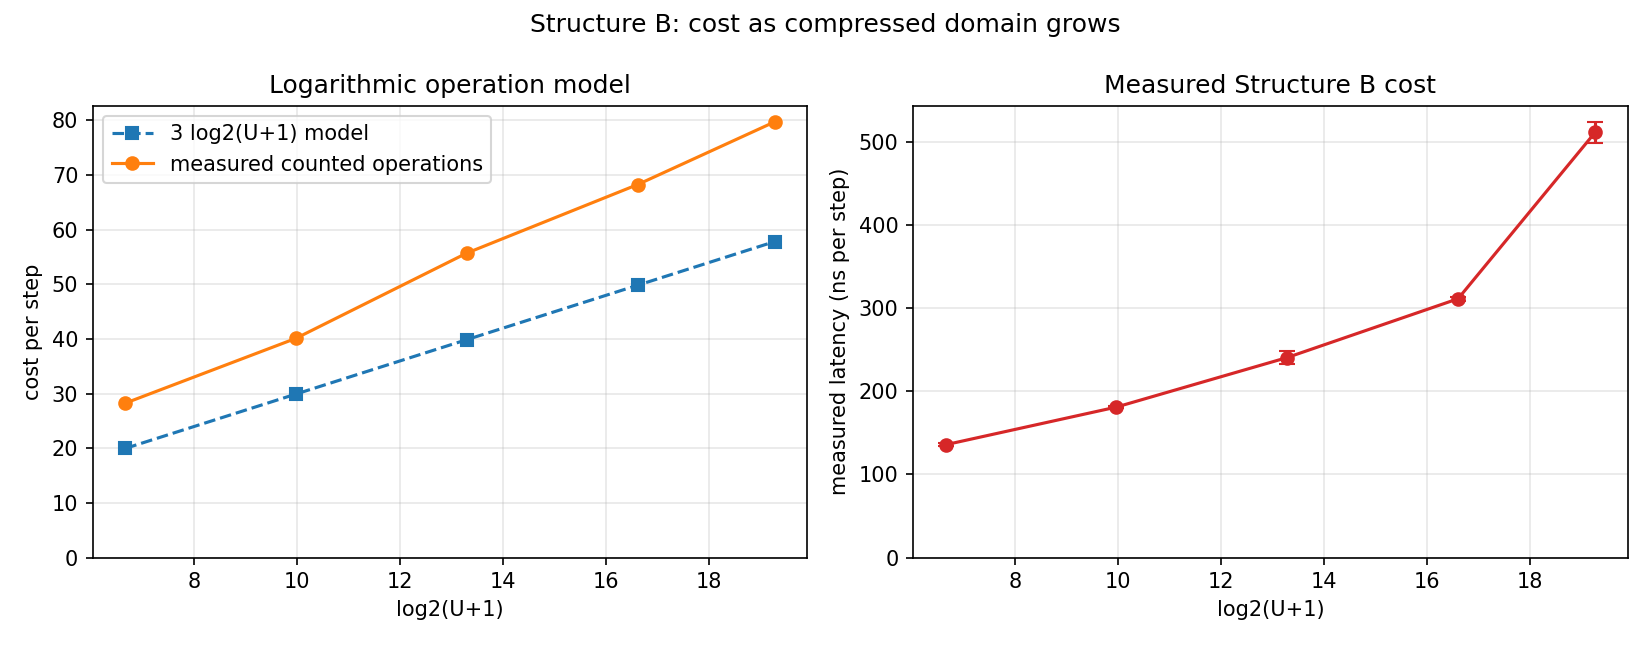 Structure B: cost as compressed domain grows
Logarithmic operation model
3 log2(U+1) model
measured counted operations
cost per step
80
70
60
50
40
30
20
10
0
8 10 12 14 16 18
log2(U+1)
Measured Structure B cost
measured latency (ns per step)
500
400
300
200
100
0
8 10 12 14 16 18
log2(U+1)